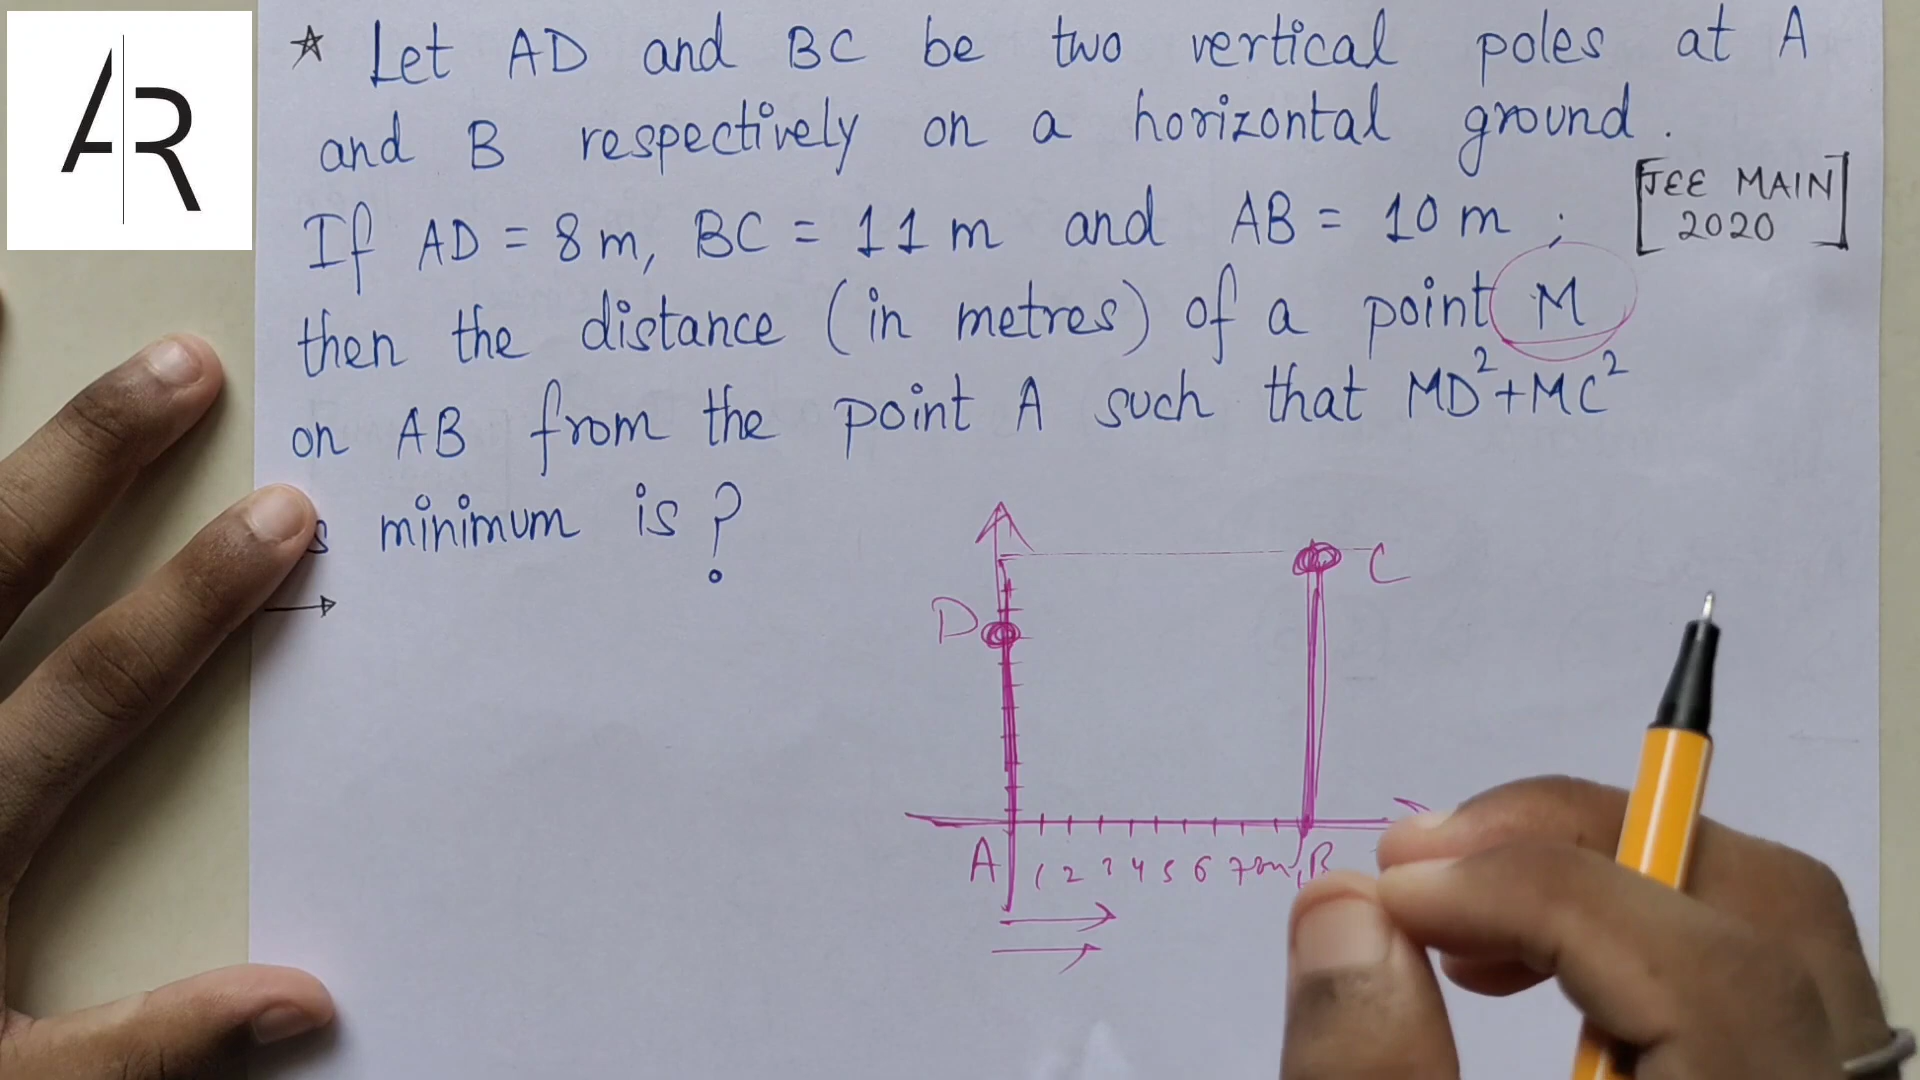 AR
☆ Let AD and BC be two vertical poles at A
and B respectively on a horizontal ground.
[JEE MAIN
2020]
If AD = 8 m, BC = 11 m and AB = 10 m ;
then the distance (in metres) of a point M
on AB from the point A such that MD²+MC²
minimum is ?
→
C
D
A 1 2 3 4 5 6 7 B